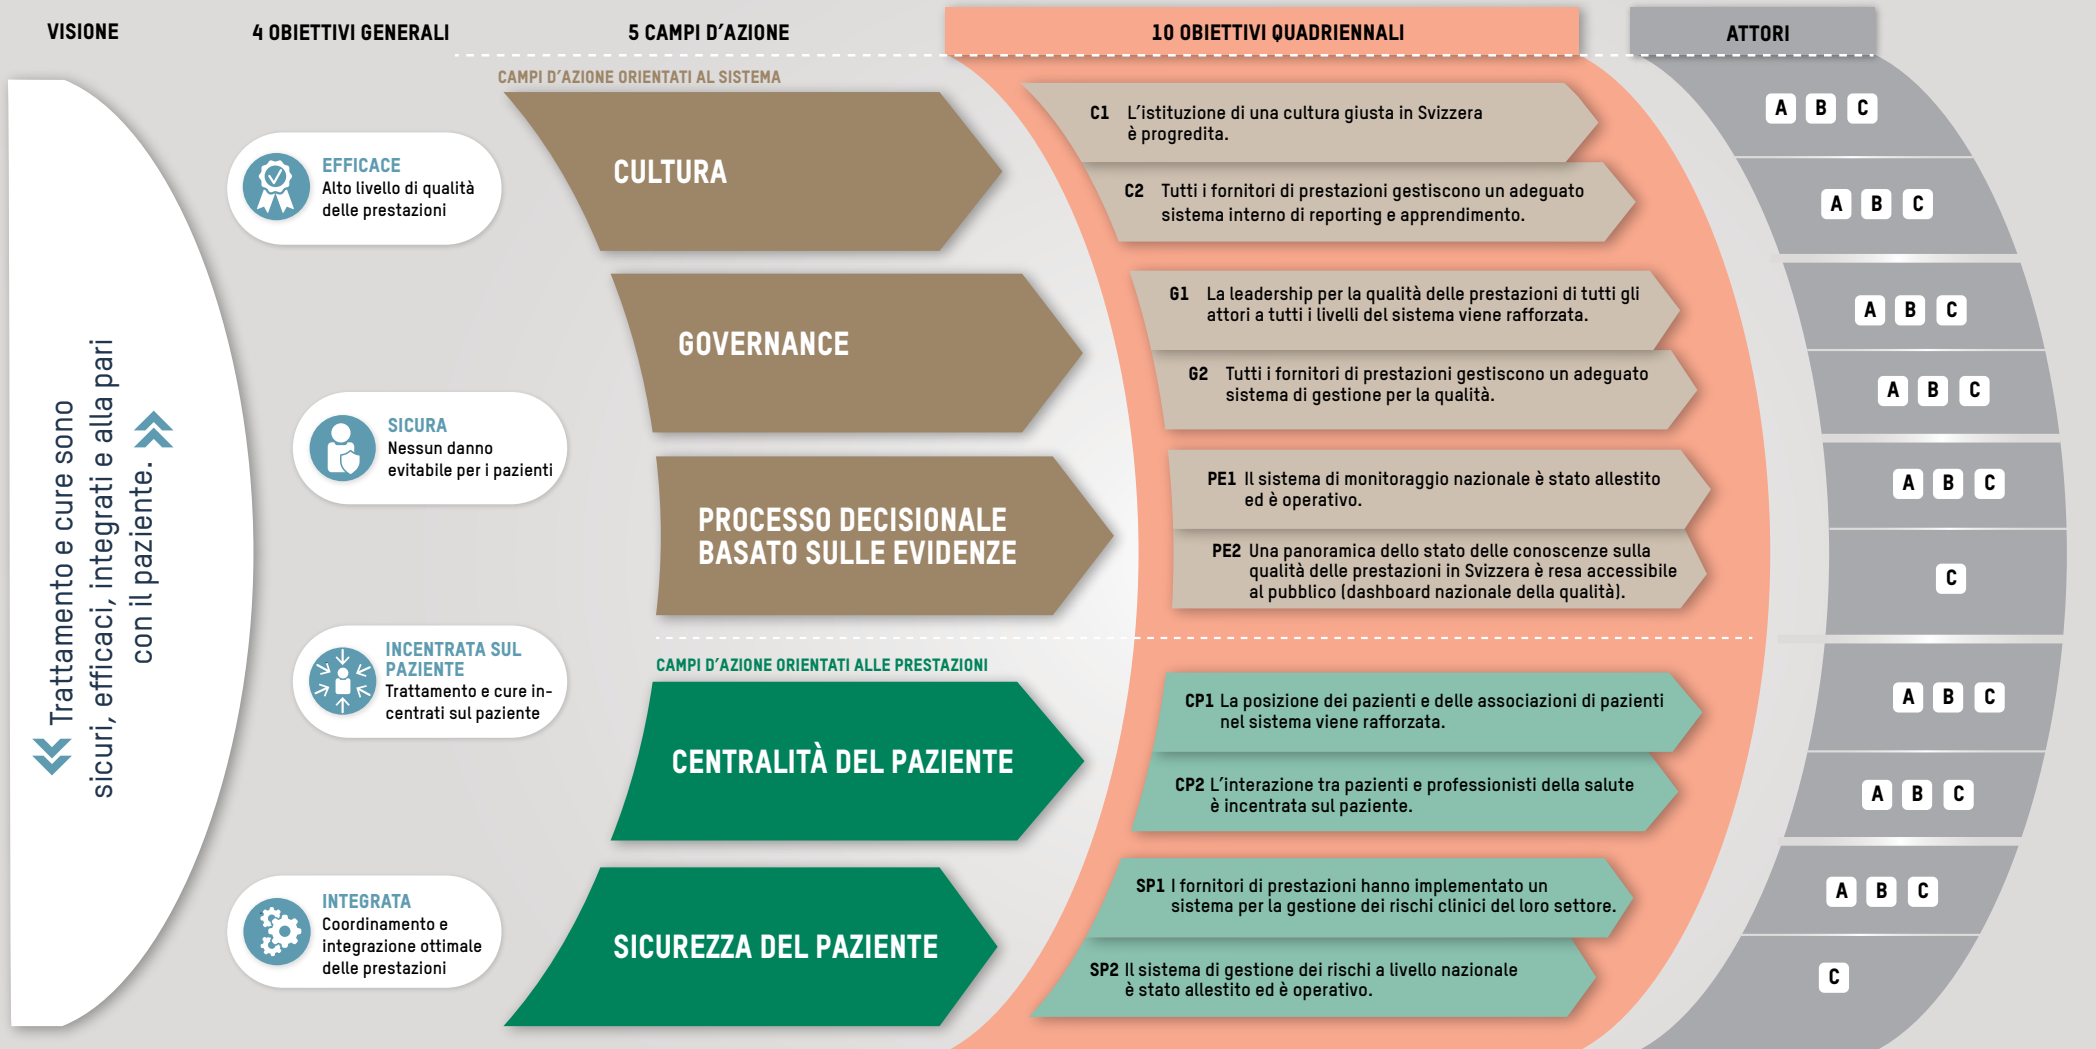 VISIONE
4 OBIETTIVI GENERALI
5 CAMPI D'AZIONE
10 OBIETTIVI QUADRIENNALI
ATTORI
Trattamento e cure sono
sicuri, efficaci, integrati e alla pari
con il paziente.
EFFICACE
Alto livello di qualità
delle prestazioni
SICURA
Nessun danno
evitabile per i pazienti
INCENTRATA SUL
PAZIENTE
Trattamento e cure in-
centrati sul paziente
INTEGRATA
Coordinamento e
integrazione ottimale
delle prestazioni
CAMPI D'AZIONE ORIENTATI AL SISTEMA
CULTURA
C1 L'istituzione di una cultura giusta in Svizzera
è progredita.
A B C
C2 Tutti i fornitori di prestazioni gestiscono un adeguato
sistema interno di reporting e apprendimento.
A B C
GOVERNANCE
G1 La leadership per la qualità delle prestazioni di tutti gli
attori a tutti i livelli del sistema viene rafforzata.
A B C
G2 Tutti i fornitori di prestazioni gestiscono un adeguato
sistema di gestione per la qualità.
A B C
PROCESSO DECISIONALE
BASATO SULLE EVIDENZE
PE1 Il sistema di monitoraggio nazionale è stato allestito
ed è operativo.
A B C
PE2 Una panoramica dello stato delle conoscenze sulla
qualità delle prestazioni in Svizzera è resa accessibile
al pubblico (dashboard nazionale della qualità).
C
CAMPI D'AZIONE ORIENTATI ALLE PRESTAZIONI
CENTRALITÀ DEL PAZIENTE
CP1 La posizione dei pazienti e delle associazioni di pazienti
nel sistema viene rafforzata.
A B C
CP2 L'interazione tra pazienti e professionisti della salute
è incentrata sul paziente.
A B C
SICUREZZA DEL PAZIENTE
SP1 I fornitori di prestazioni hanno implementato un
sistema per la gestione dei rischi clinici del loro settore.
A B C
SP2 Il sistema di gestione dei rischi a livello nazionale
è stato allestito ed è operativo.
C